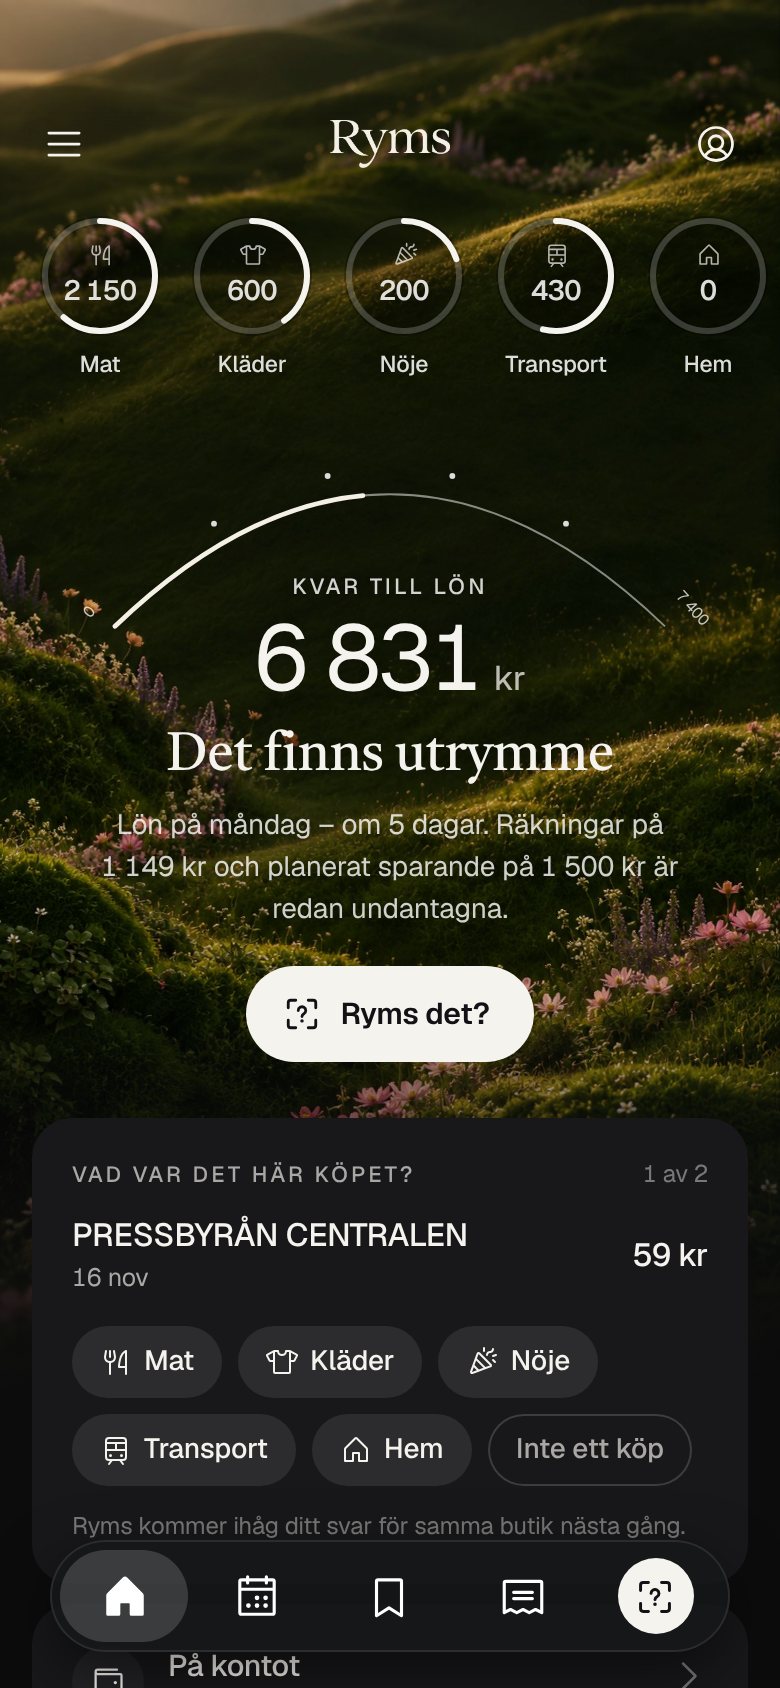 Ryms
2 150
600
200
430
0
Mat
Kläder
Nöje
Transport
Hem
0
7 400
KVAR TILL LÖN
6 831 kr
Det finns utrymme
Lön på måndag – om 5 dagar. Räkningar på
1 149 kr och planerat sparande på 1 500 kr är
redan undantagna.
Ryms det?
VAD VAR DET HÄR KÖPET?
1 av 2
PRESSBYRÅN CENTRALEN
59 kr
16 nov
Mat
Kläder
Nöje
Transport
Hem
Inte ett köp
Ryms kommer ihåg ditt svar för samma butik nästa gång.
På kontot